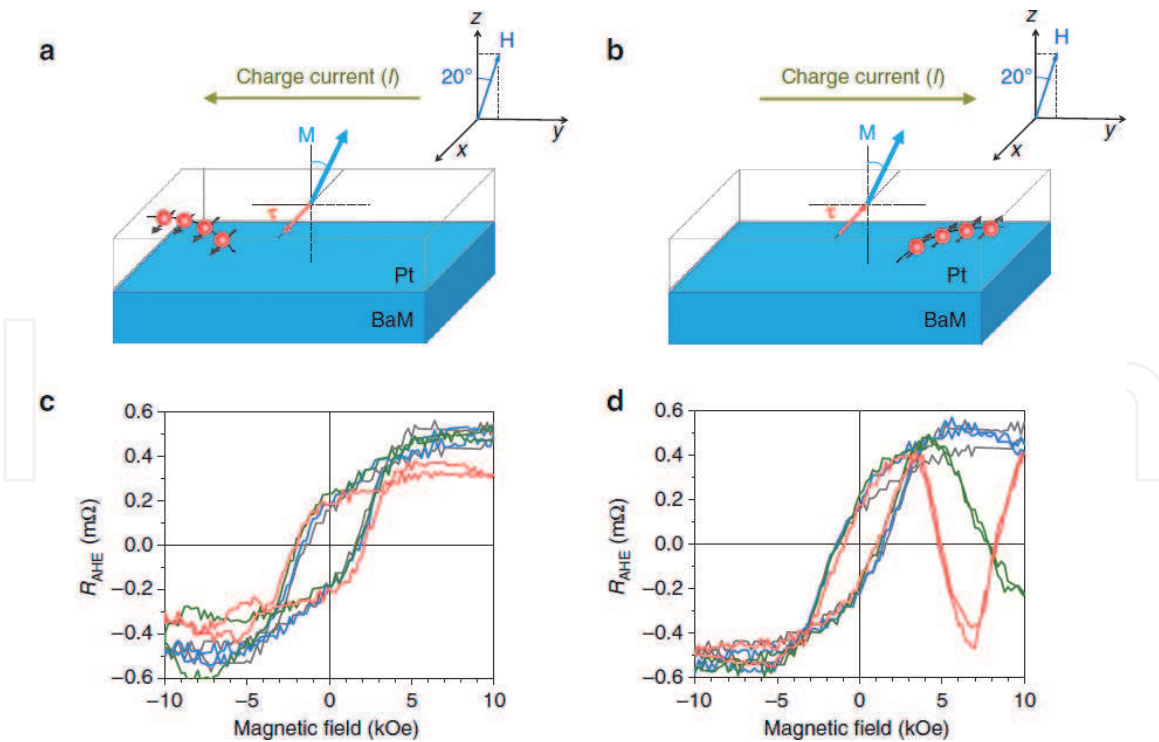 a
z
H
20°
Charge current (I)
y
x
M
τ
Pt
BaM
b
z
H
20°
Charge current (I)
y
x
M
τ
Pt
BaM
c
0.6
0.4
0.2
0.0
−0.2
−0.4
−0.6
R_AHE (mΩ)
−10 −5 0 5 10
Magnetic field (kOe)
d
0.6
0.4
0.2
0.0
−0.2
−0.4
−0.6
R_AHE (mΩ)
−10 −5 0 5 10
Magnetic field (kOe)